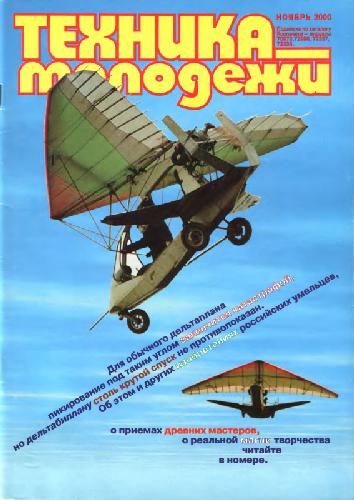 НОЯБРЬ 2000
ТЕХНИКА
молодежи
Для обычного дельтаплана
пикирование под таким углом
но дельтабиплану столь крутой спуск не противопоказан.
Об этом и других российских умельцев,
о приемах древних мастеров,
о реальной творчества
читайте
в номере.